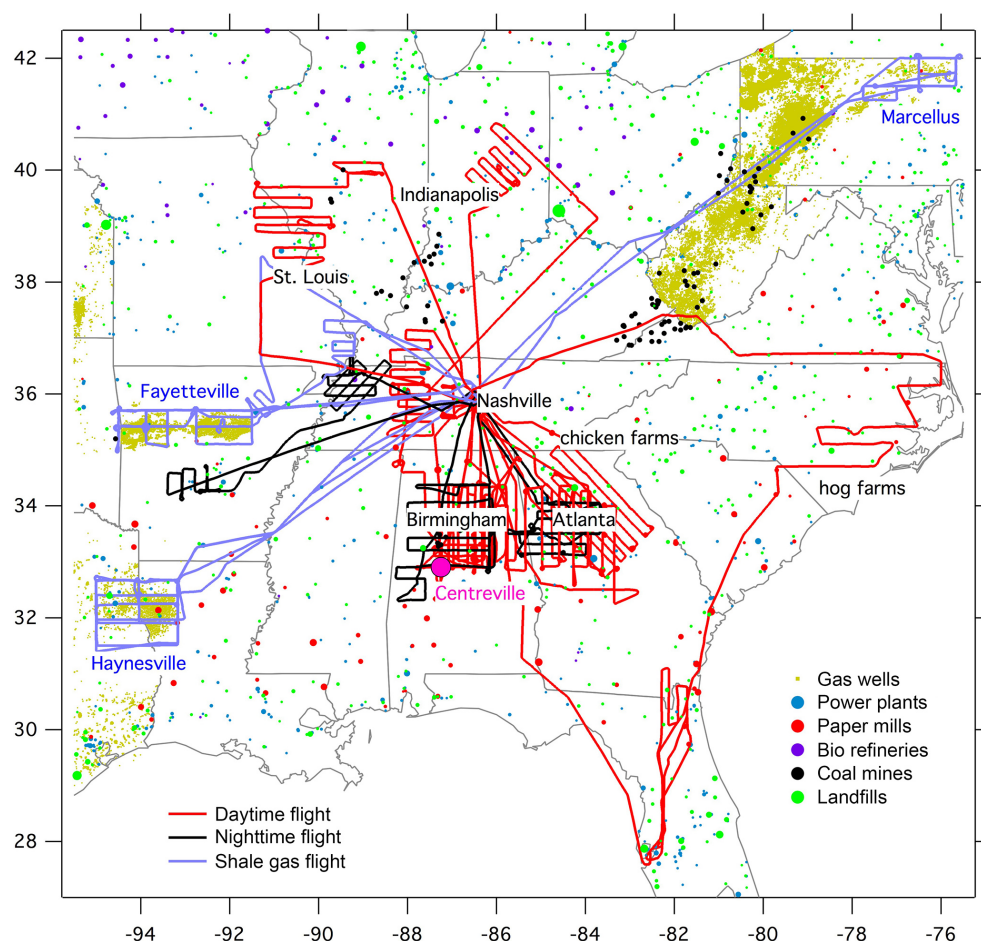 42
Marcellus
40
Indianapolis
38
St. Louis
36
Fayetteville
Nashville
chicken farms
hog farms
34
Birmingham
Atlanta
Centreville
32
Haynesville
30
28
Gas wells
Power plants
Paper mills
Bio refineries
Coal mines
Landfills
Daytime flight
Nighttime flight
Shale gas flight
-94 -92 -90 -88 -86 -84 -82 -80 -78 -76